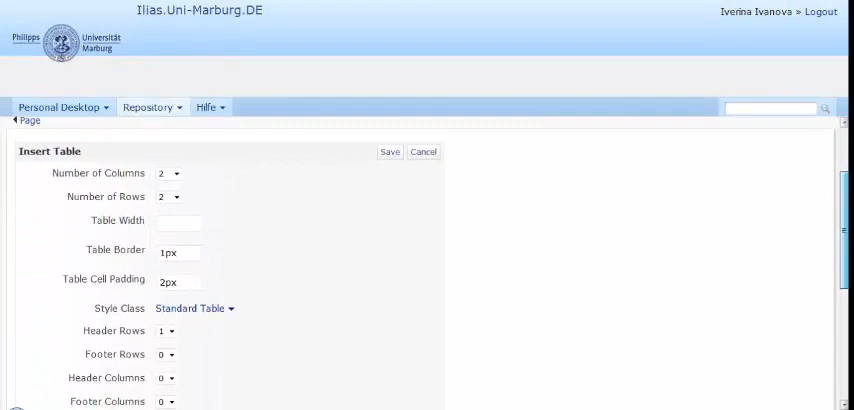 Ilias.Uni-Marburg.DE
Iverina Ivanova » Logout
Philipps Universität
Marburg
Personal Desktop Repository Hilfe
Page
Insert Table Save Cancel
Number of Columns 2
Number of Rows 2
Table Width
Table Border 1px
Table Cell Padding 2px
Style Class Standard Table
Header Rows 1
Footer Rows 0
Header Columns 0
Footer Columns 0